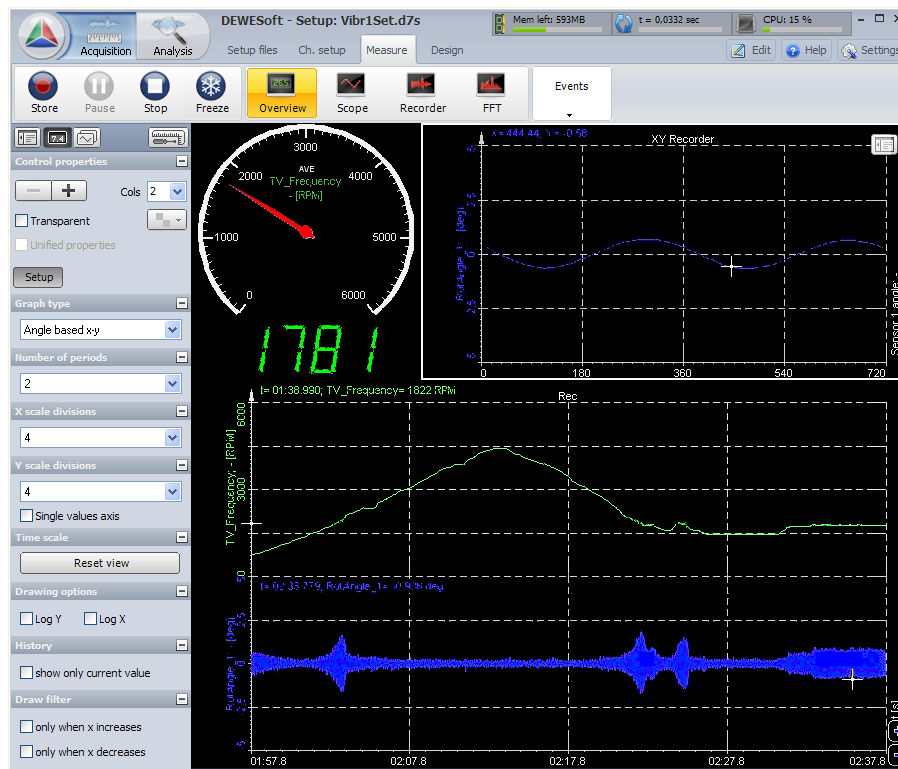 DEWESoft - Setup: Vibr1Set.d7s
Mem left: 593MB
t = 0,0332 sec
CPU: 15 %
Acquisition
Analysis
Setup files
Ch. setup
Measure
Design
Edit
Help
Settings
Store
Pause
Stop
Freeze
Overview
Scope
Recorder
FFT
Events
Control properties
Cols
2
Transparent
Unified properties
Setup
Graph type
Angle based x-y
Number of periods
2
X scale divisions
4
Y scale divisions
4
Single values axis
Time scale
Reset view
Drawing options
Log Y
Log X
History
show only current value
Draw filter
only when x increases
only when x decreases
3000
2000
4000
AVE
TV_Frequency
- [RPM]
1000
5000
0
6000
1781
XY Recorder
0
180
360
540
720
Sensor 1 angle; -
t= 01:38.990; TV_Frequency= 1822 RPM
Rec
6000
3000
50
TV_Frequency; - [RPM]
01:57.8
02:07.8
02:17.8
02:27.8
02:37.8